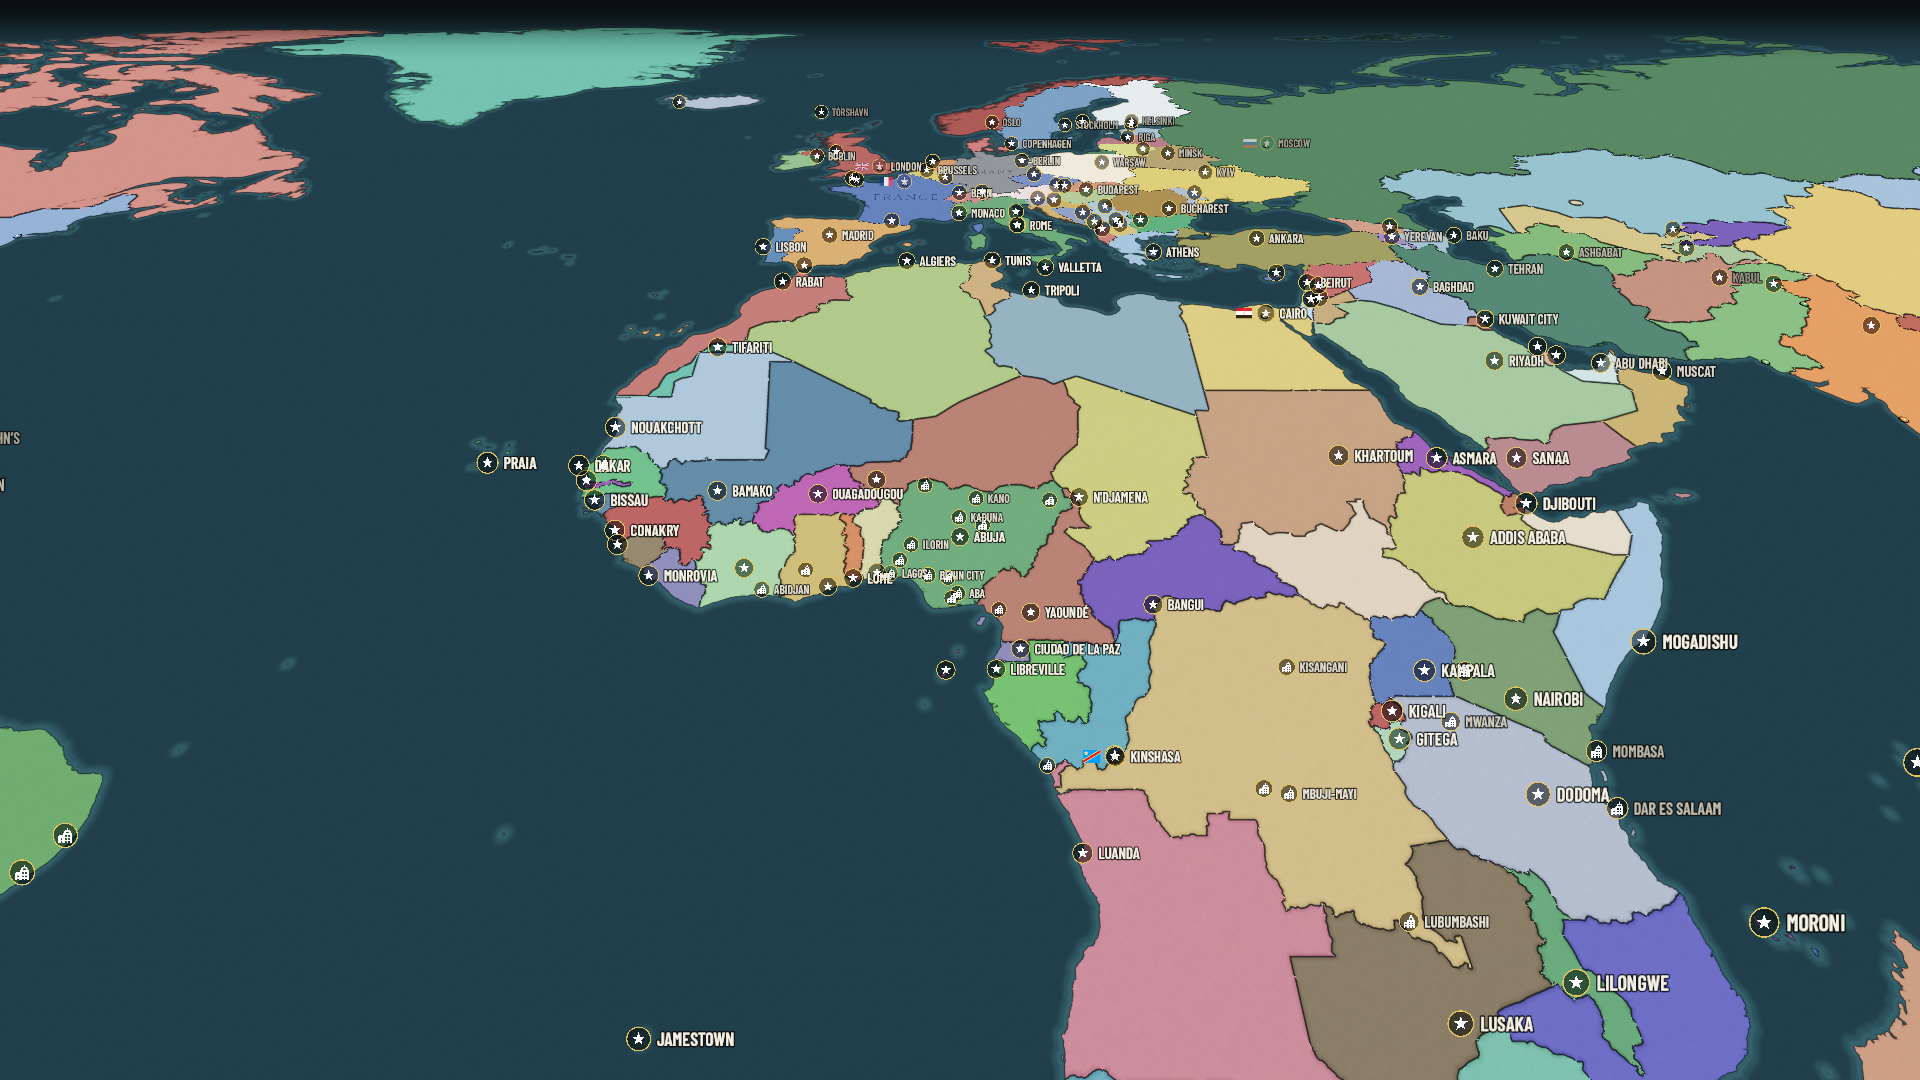 TÓRSHAVN
OSLO
STOCKHOLM
HELSINKI
RIGA
COPENHAGEN
MOSCOW
DUBLIN
LONDON
BRUSSELS
BERLIN
WARSAW
MINSK
KYIV
BERN
FRANCE
BUDAPEST
MONACO
BUCHAREST
ROME
LISBON
MADRID
ATHENS
ANKARA
YEREVAN
BAKU
ASHGABAT
ALGIERS
TUNIS
VALLETTA
TEHRAN
KABUL
RABAT
TRIPOLI
BEIRUT
BAGHDAD
CAIRO
KUWAIT CITY
TIFARITI
RIYADH
ABU DHABI
MUSCAT
NOUAKCHOTT
HN'S
PRAIA
DAKAR
KHARTOUM
ASMARA
SANAA
N
BISSAU
BAMAKO
OUAGADOUGOU
KANO
N'DJAMENA
DJIBOUTI
CONAKRY
KADUNA
ABUJA
ADDIS ABABA
ILORIN
MONROVIA
LOMÉ
LAGOS
BENIN CITY
ABIDJAN
ABA
YAOUNDÉ
BANGUI
CIUDAD DE LA PAZ
MOGADISHU
LIBREVILLE
KISANGANI
KAMPALA
NAIROBI
KIGALI
MWANZA
GITEGA
MOMBASA
KINSHASA
MBUJI-MAYI
DODOMA
DAR ES SALAAM
LUANDA
LUBUMBASHI
MORONI
LILONGWE
LUSAKA
JAMESTOWN